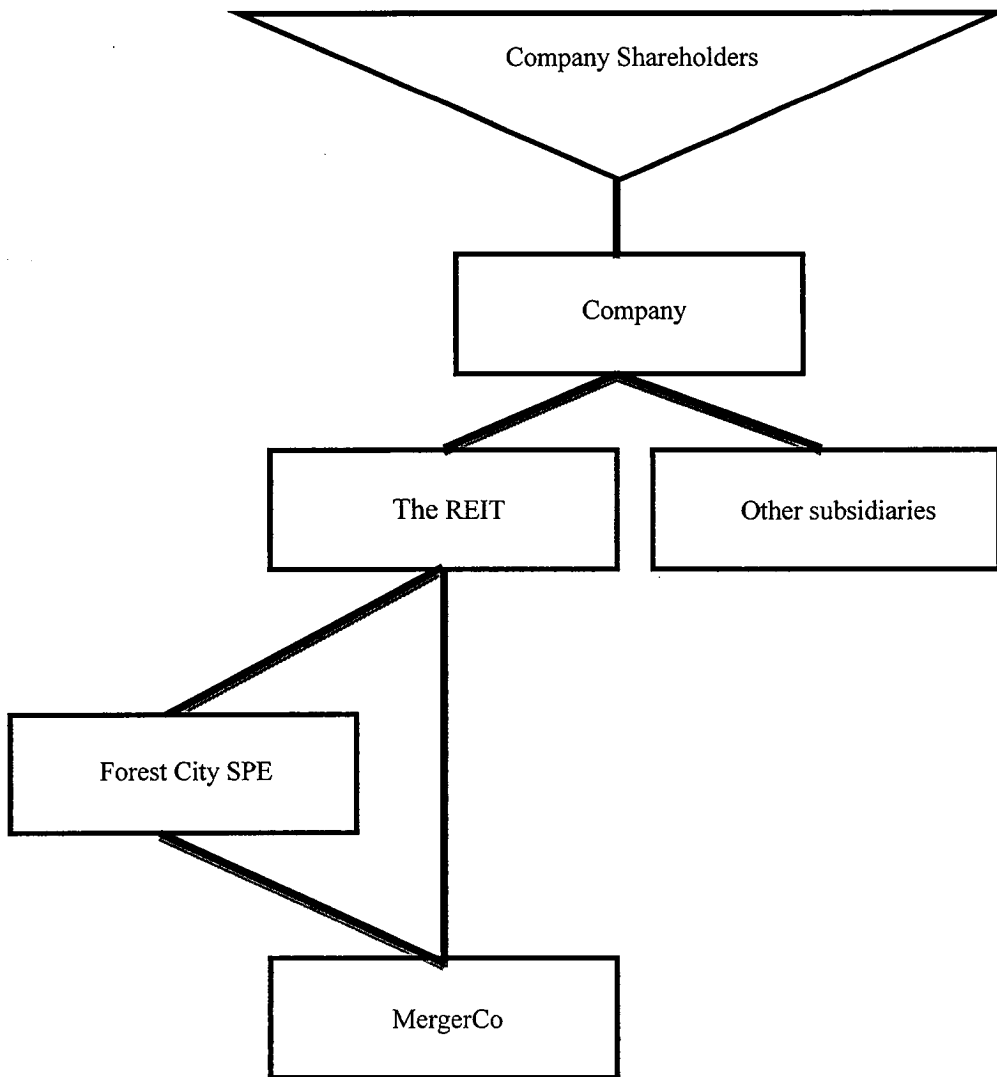 Company Shareholders
Company
The REIT
Other subsidiaries
Forest City SPE
MergerCo